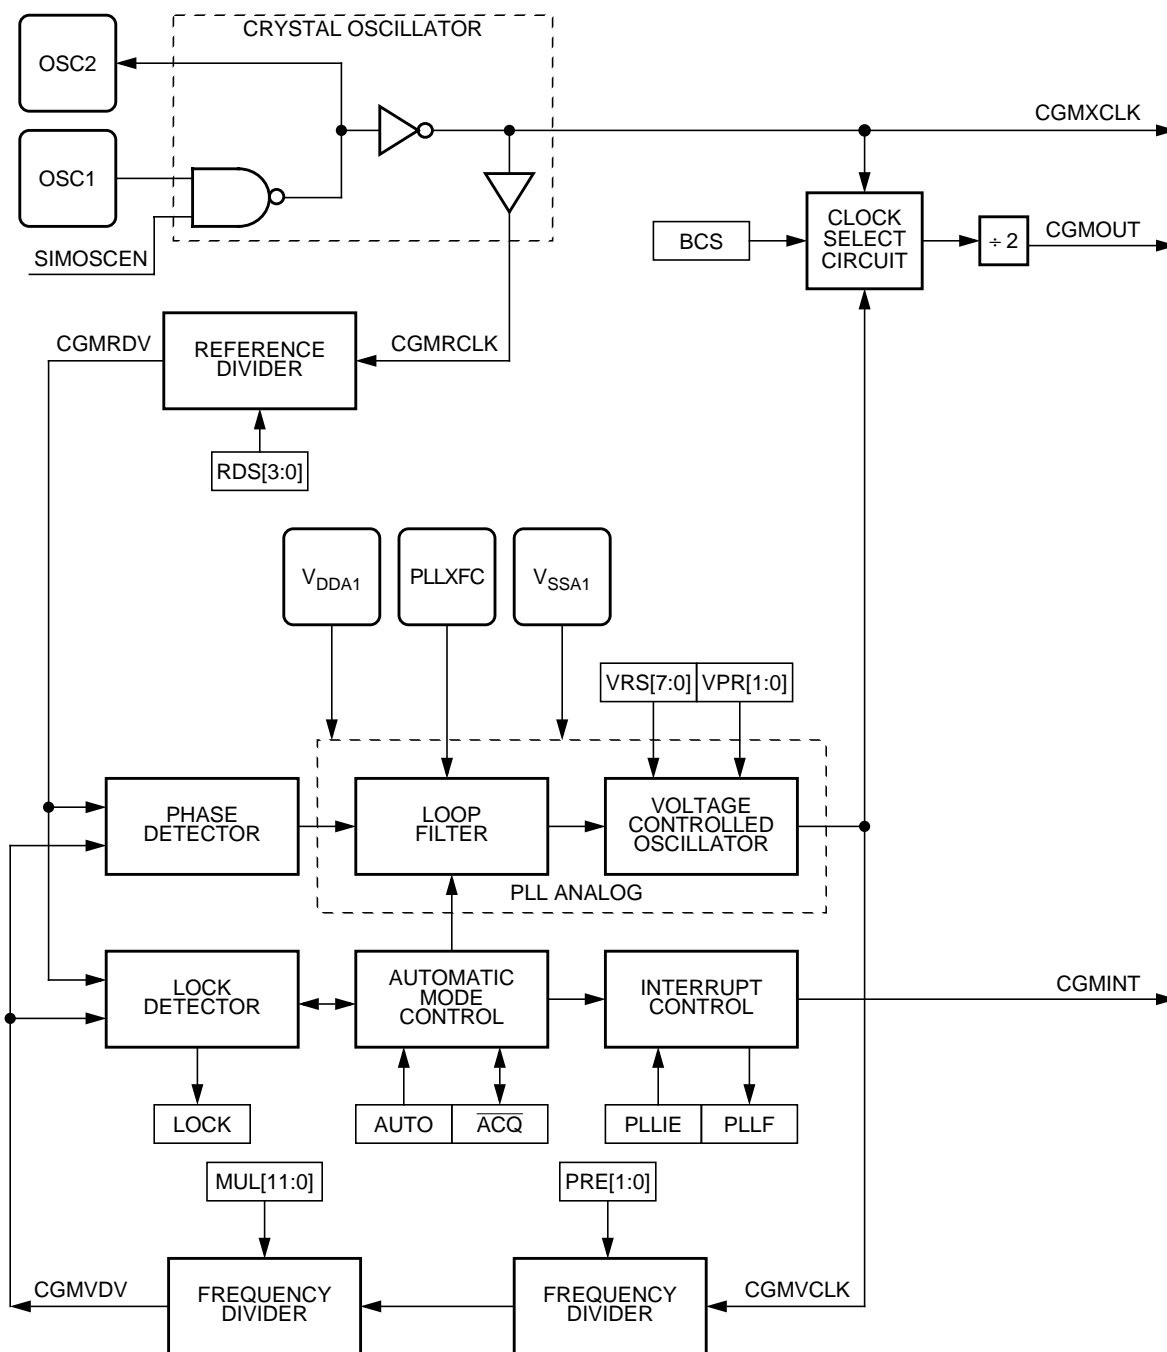 CRYSTAL OSCILLATOR
OSC2
OSC1
SIMOSCEN
CGMXCLK
BCS
CLOCK
SELECT
CIRCUIT
÷ 2
CGMOUT
CGMRDV
REFERENCE
DIVIDER
CGMRCLK
RDS[3:0]
VDDA1
PLLXFC
VSSA1
VRS[7:0]
VPR[1:0]
PHASE
DETECTOR
LOOP
FILTER
VOLTAGE
CONTROLLED
OSCILLATOR
PLL ANALOG
LOCK
DETECTOR
AUTOMATIC
MODE
CONTROL
INTERRUPT
CONTROL
CGMINT
LOCK
AUTO
A̅C̅Q̅
PLLIE
PLLF
MUL[11:0]
PRE[1:0]
CGMVDV
FREQUENCY
DIVIDER
FREQUENCY
DIVIDER
CGMVCLK